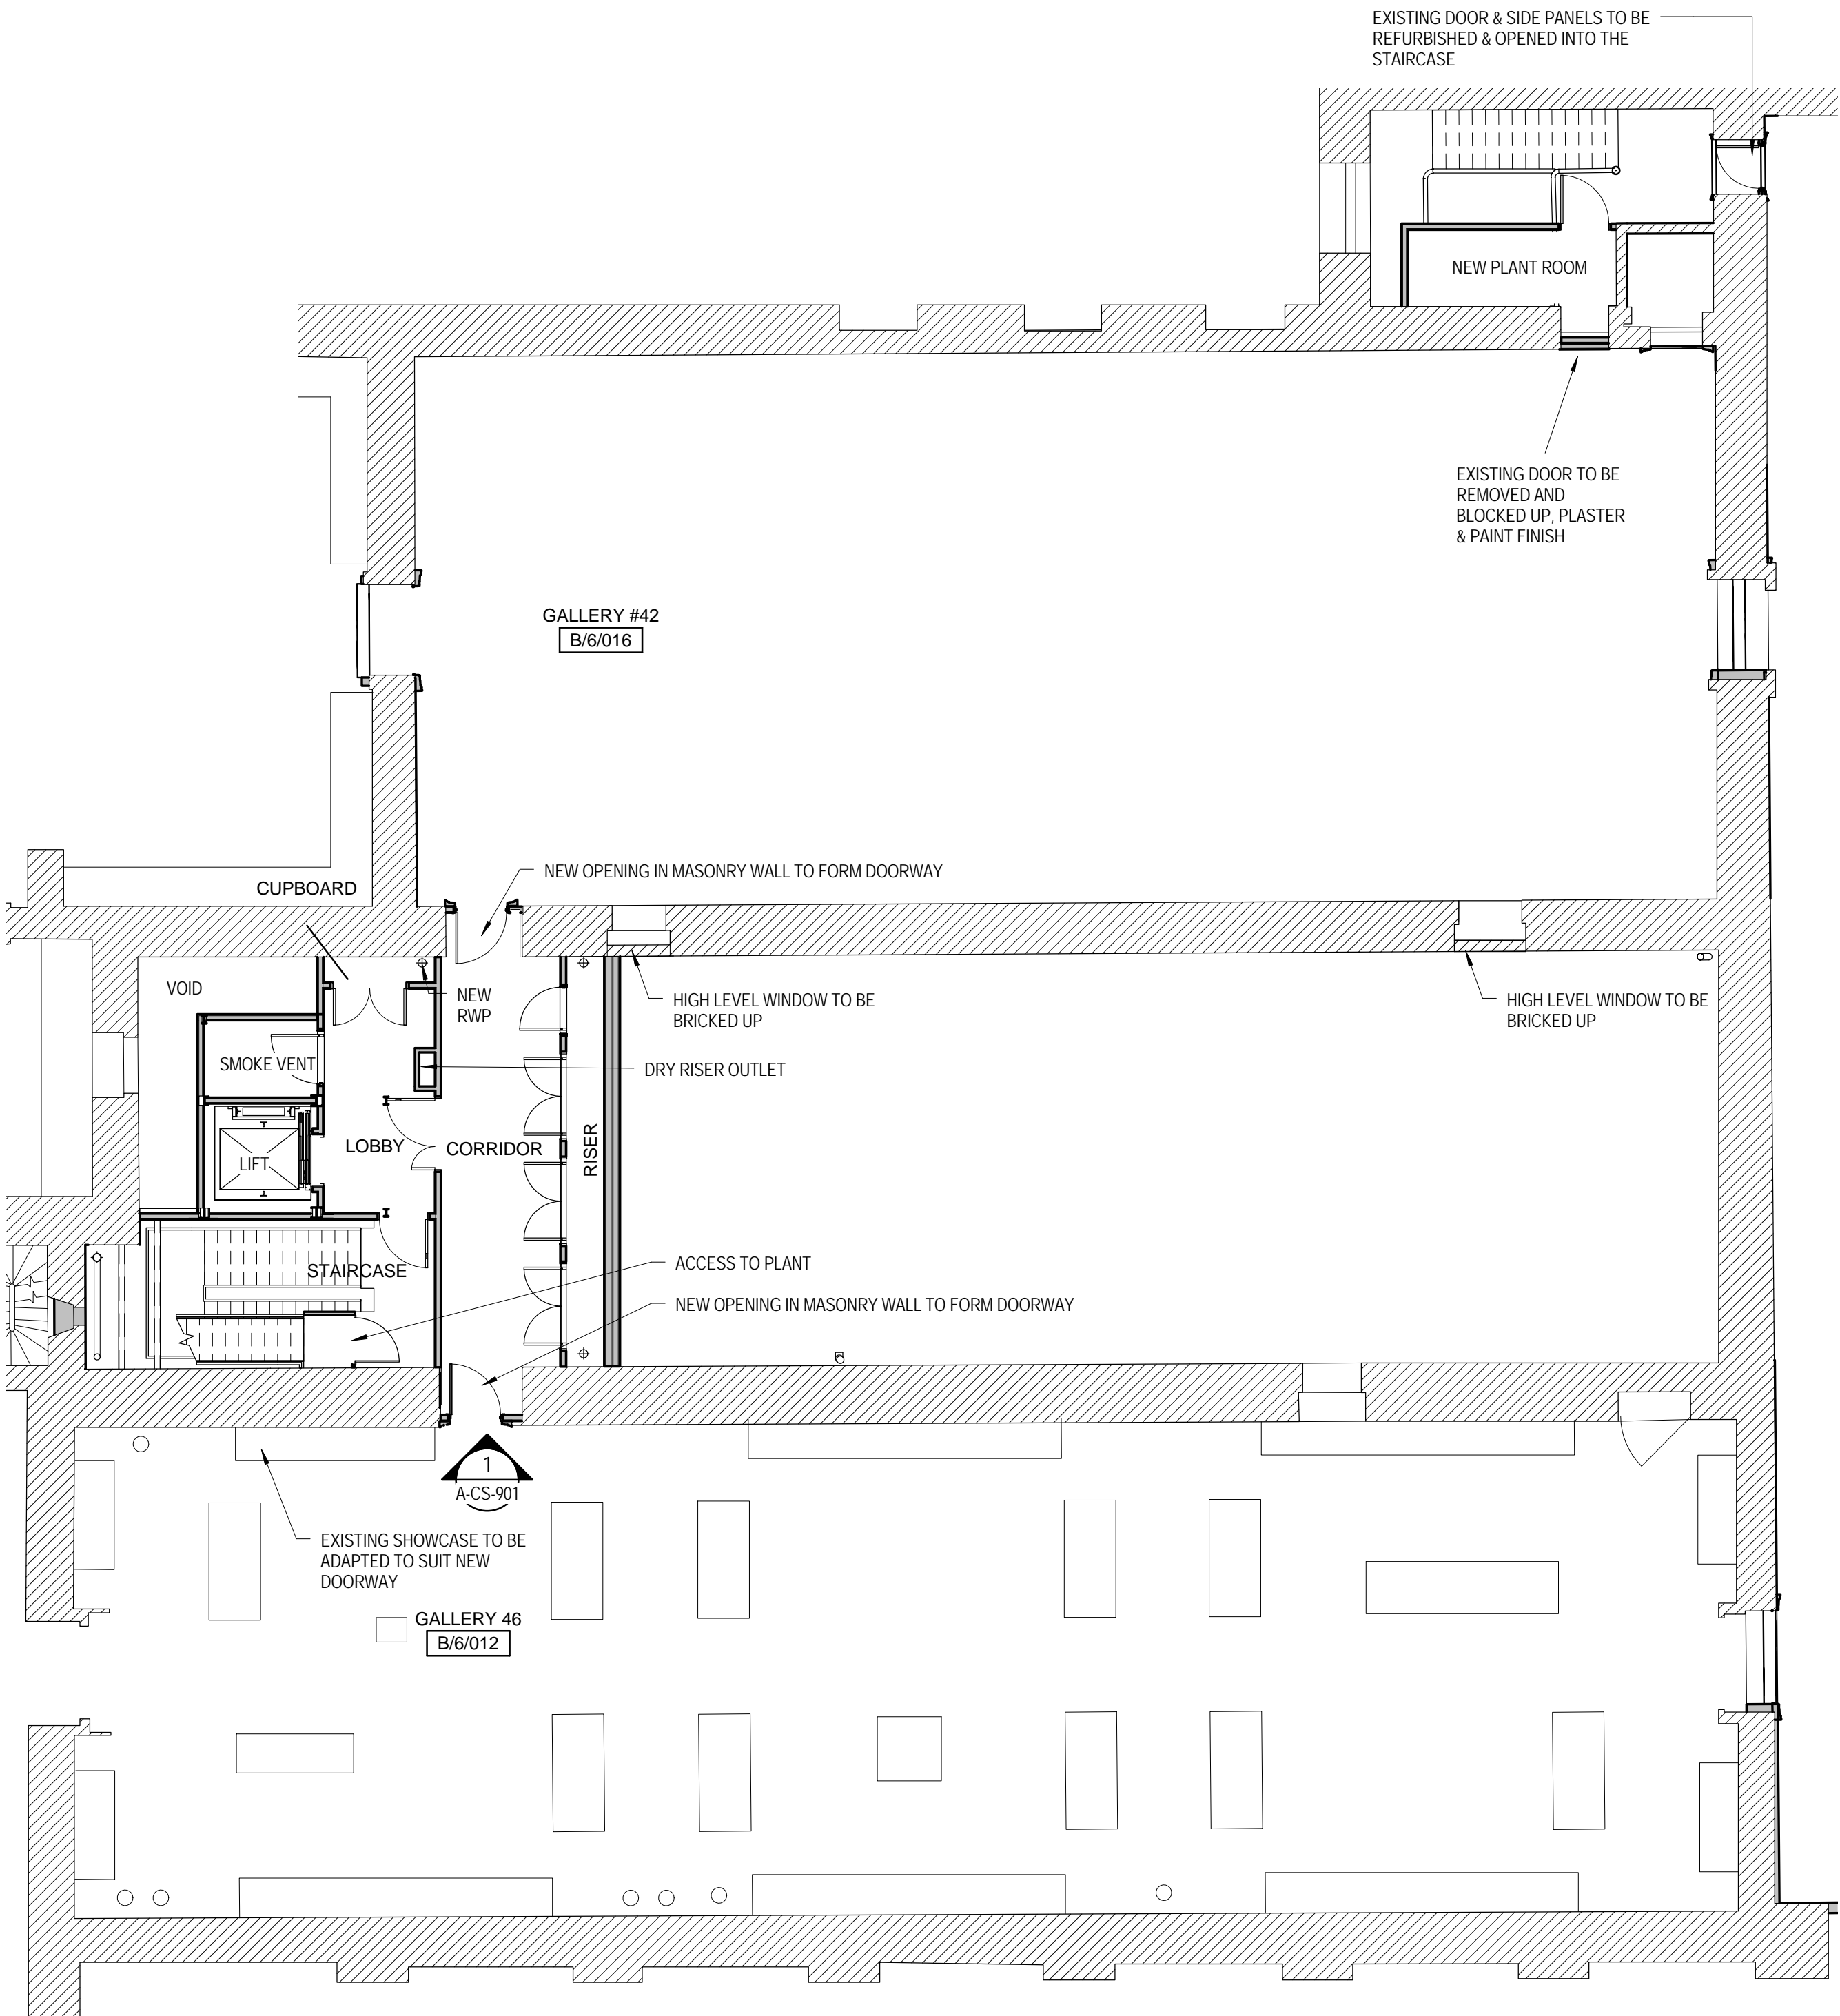 EXISTING DOOR & SIDE PANELS TO BE
REFURBISHED & OPENED INTO THE
STAIRCASE
NEW PLANT ROOM
EXISTING DOOR TO BE
REMOVED AND
BLOCKED UP, PLASTER
& PAINT FINISH
GALLERY #42
B/6/016
NEW OPENING IN MASONRY WALL TO FORM DOORWAY
CUPBOARD
VOID
NEW
RWP
HIGH LEVEL WINDOW TO BE
BRICKED UP
HIGH LEVEL WINDOW TO BE
BRICKED UP
SMOKE VENT
DRY RISER OUTLET
LOBBY
CORRIDOR
RISER
LIFT
STAIRCASE
ACCESS TO PLANT
NEW OPENING IN MASONRY WALL TO FORM DOORWAY
1
A-CS-901
EXISTING SHOWCASE TO BE
ADAPTED TO SUIT NEW
DOORWAY
GALLERY 46
B/6/012